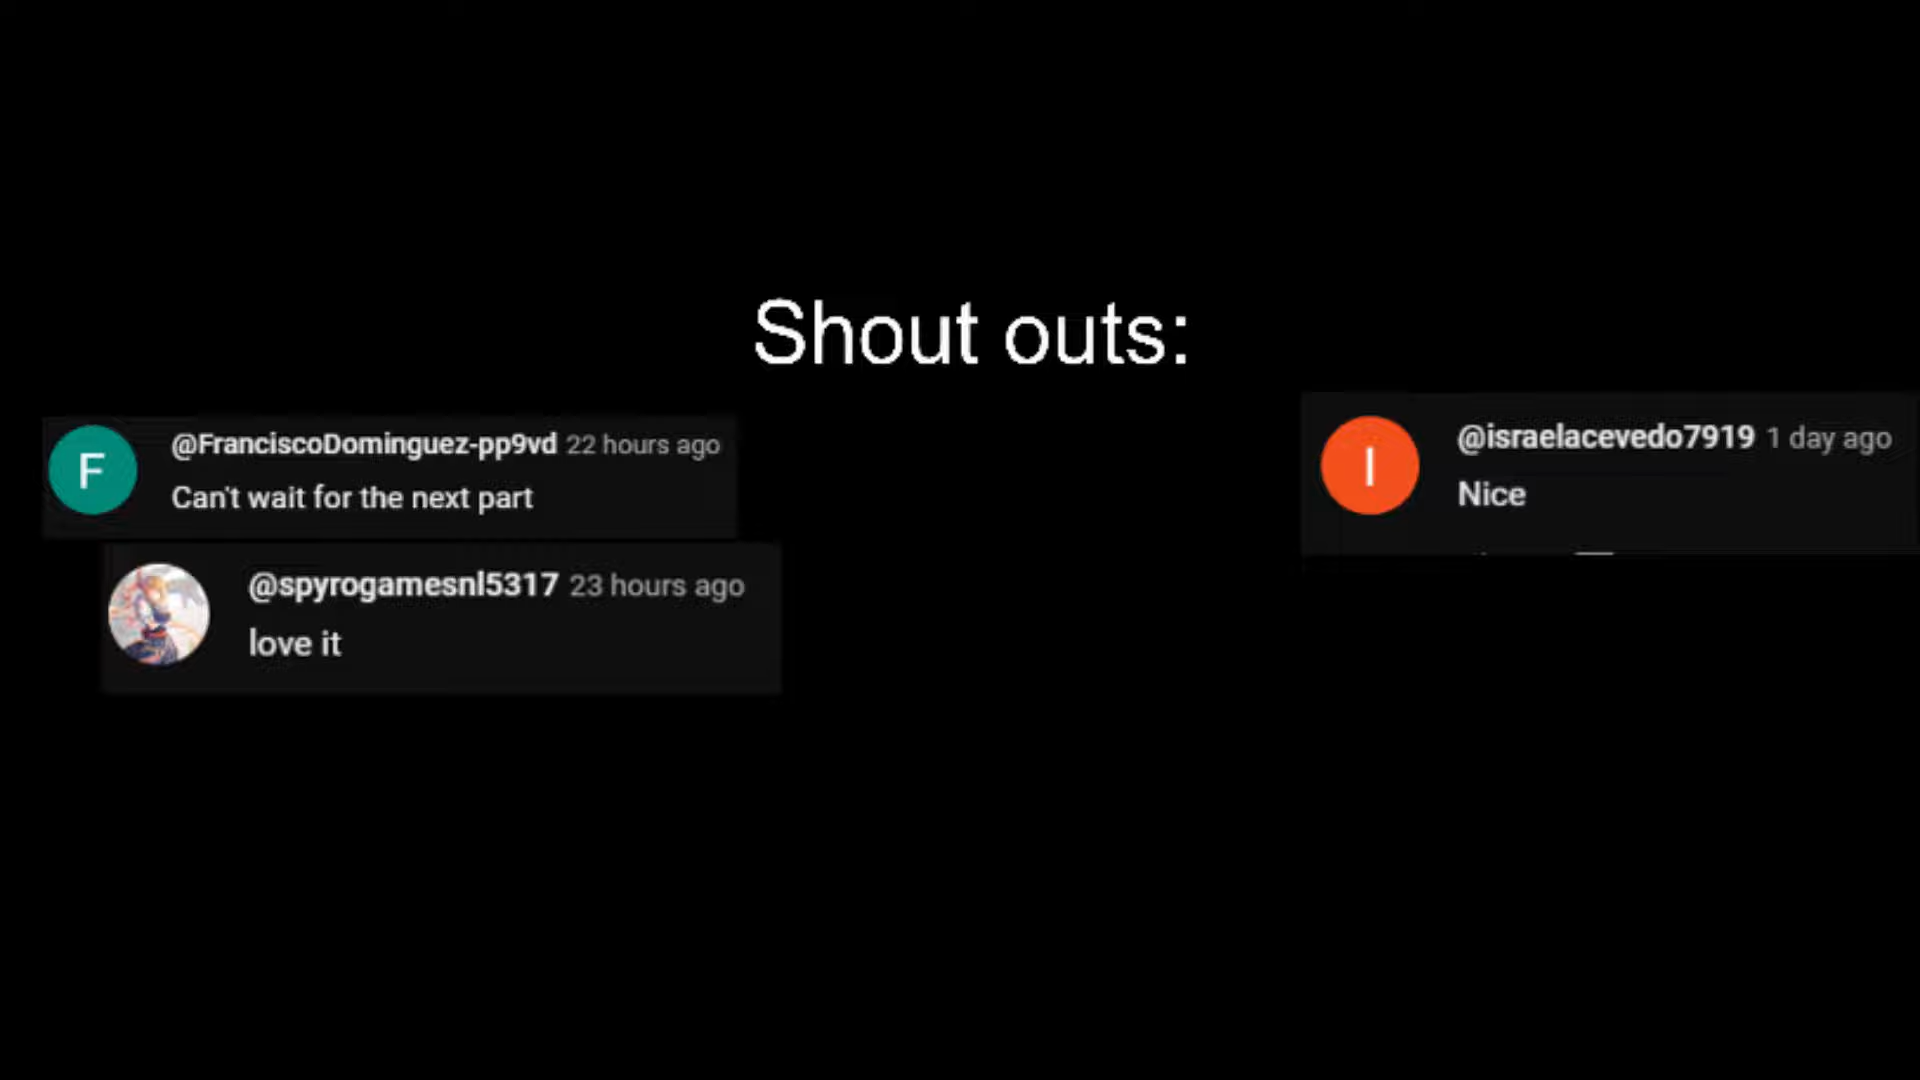 Shout outs:
F
@FranciscoDominguez-pp9vd 22 hours ago
Can't wait for the next part
@spyrogamesnl5317 23 hours ago
love it
I
@israelacevedo7919 1 day ago
Nice